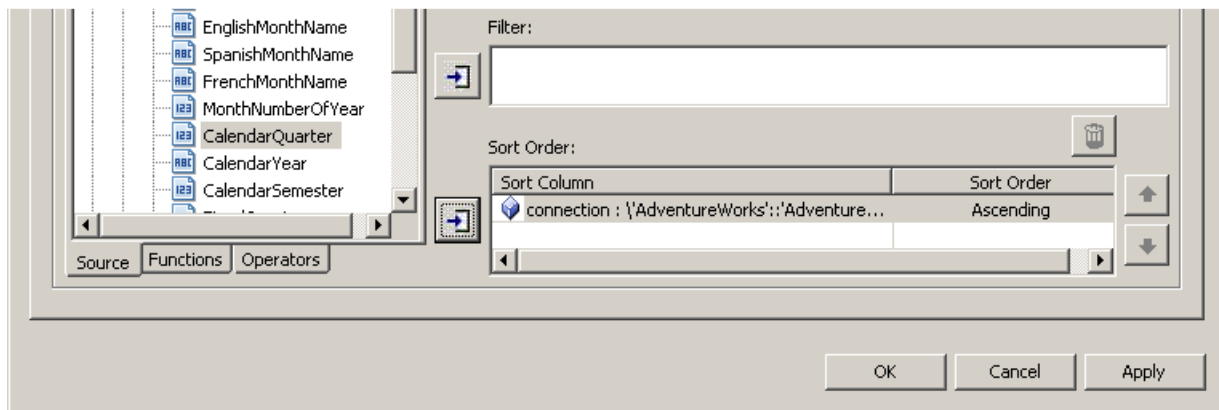 EnglishMonthName
SpanishMonthName
FrenchMonthName
MonthNumberOfYear
CalendarQuarter
CalendarYear
CalendarSemester
Source Functions Operators
Filter:
Sort Order:
Sort Column Sort Order
connection : \'AdventureWorks'::'Adventure... Ascending
OK Cancel Apply